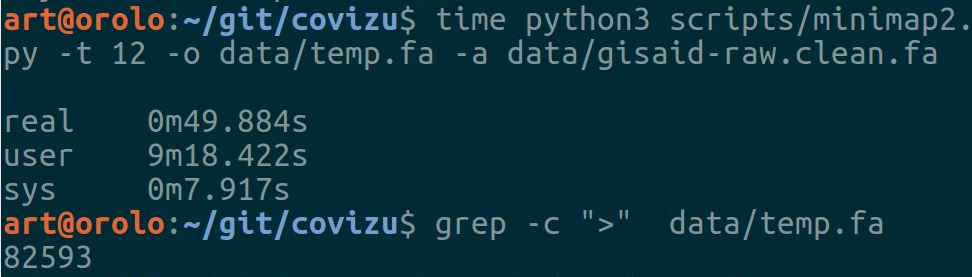 art@orolo:~/git/covizu$ time python3 scripts/minimap2.
py -t 12 -o data/temp.fa -a data/gisaid-raw.clean.fa
real 0m49.884s
user 9m18.422s
sys 0m7.917s
art@orolo:~/git/covizu$ grep -c ">"  data/temp.fa
82593